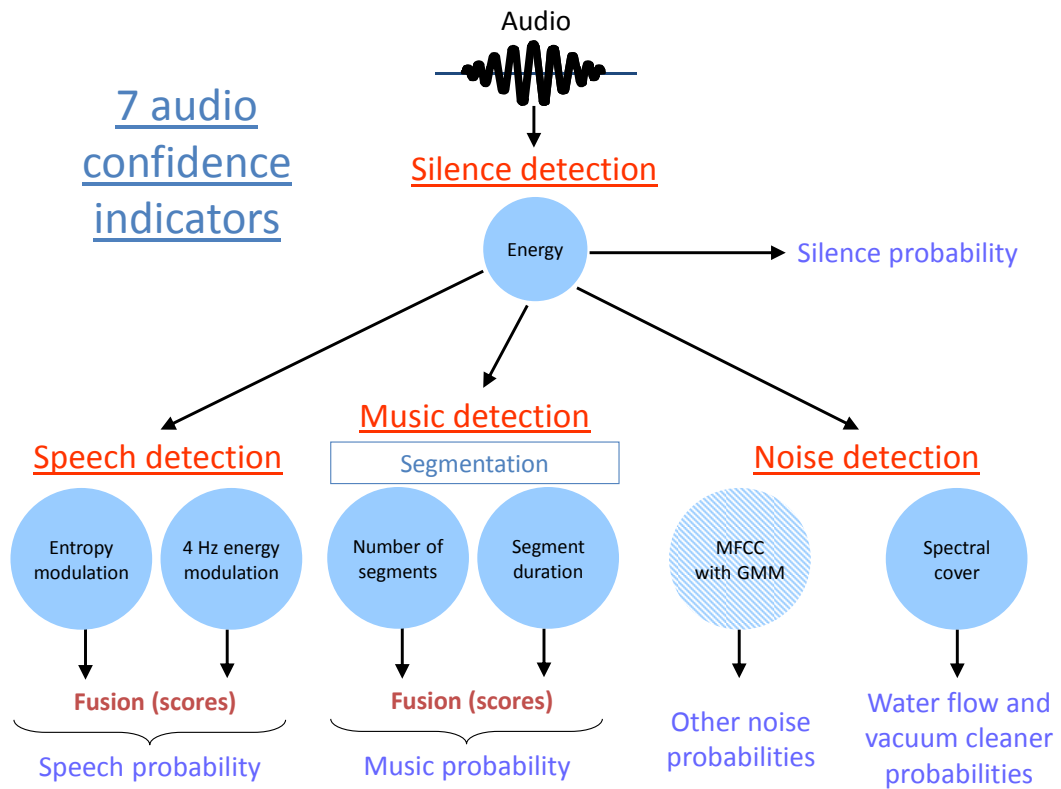 Audio
7 audio
confidence
indicators
Silence detection
Energy
Silence probability
Speech detection
Music detection
Segmentation
Noise detection
Entropy
modulation
4 Hz energy
modulation
Number of
segments
Segment
duration
MFCC
with GMM
Spectral
cover
Fusion (scores)
Fusion (scores)
Speech probability
Music probability
Other noise
probabilities
Water flow and
vacuum cleaner
probabilities